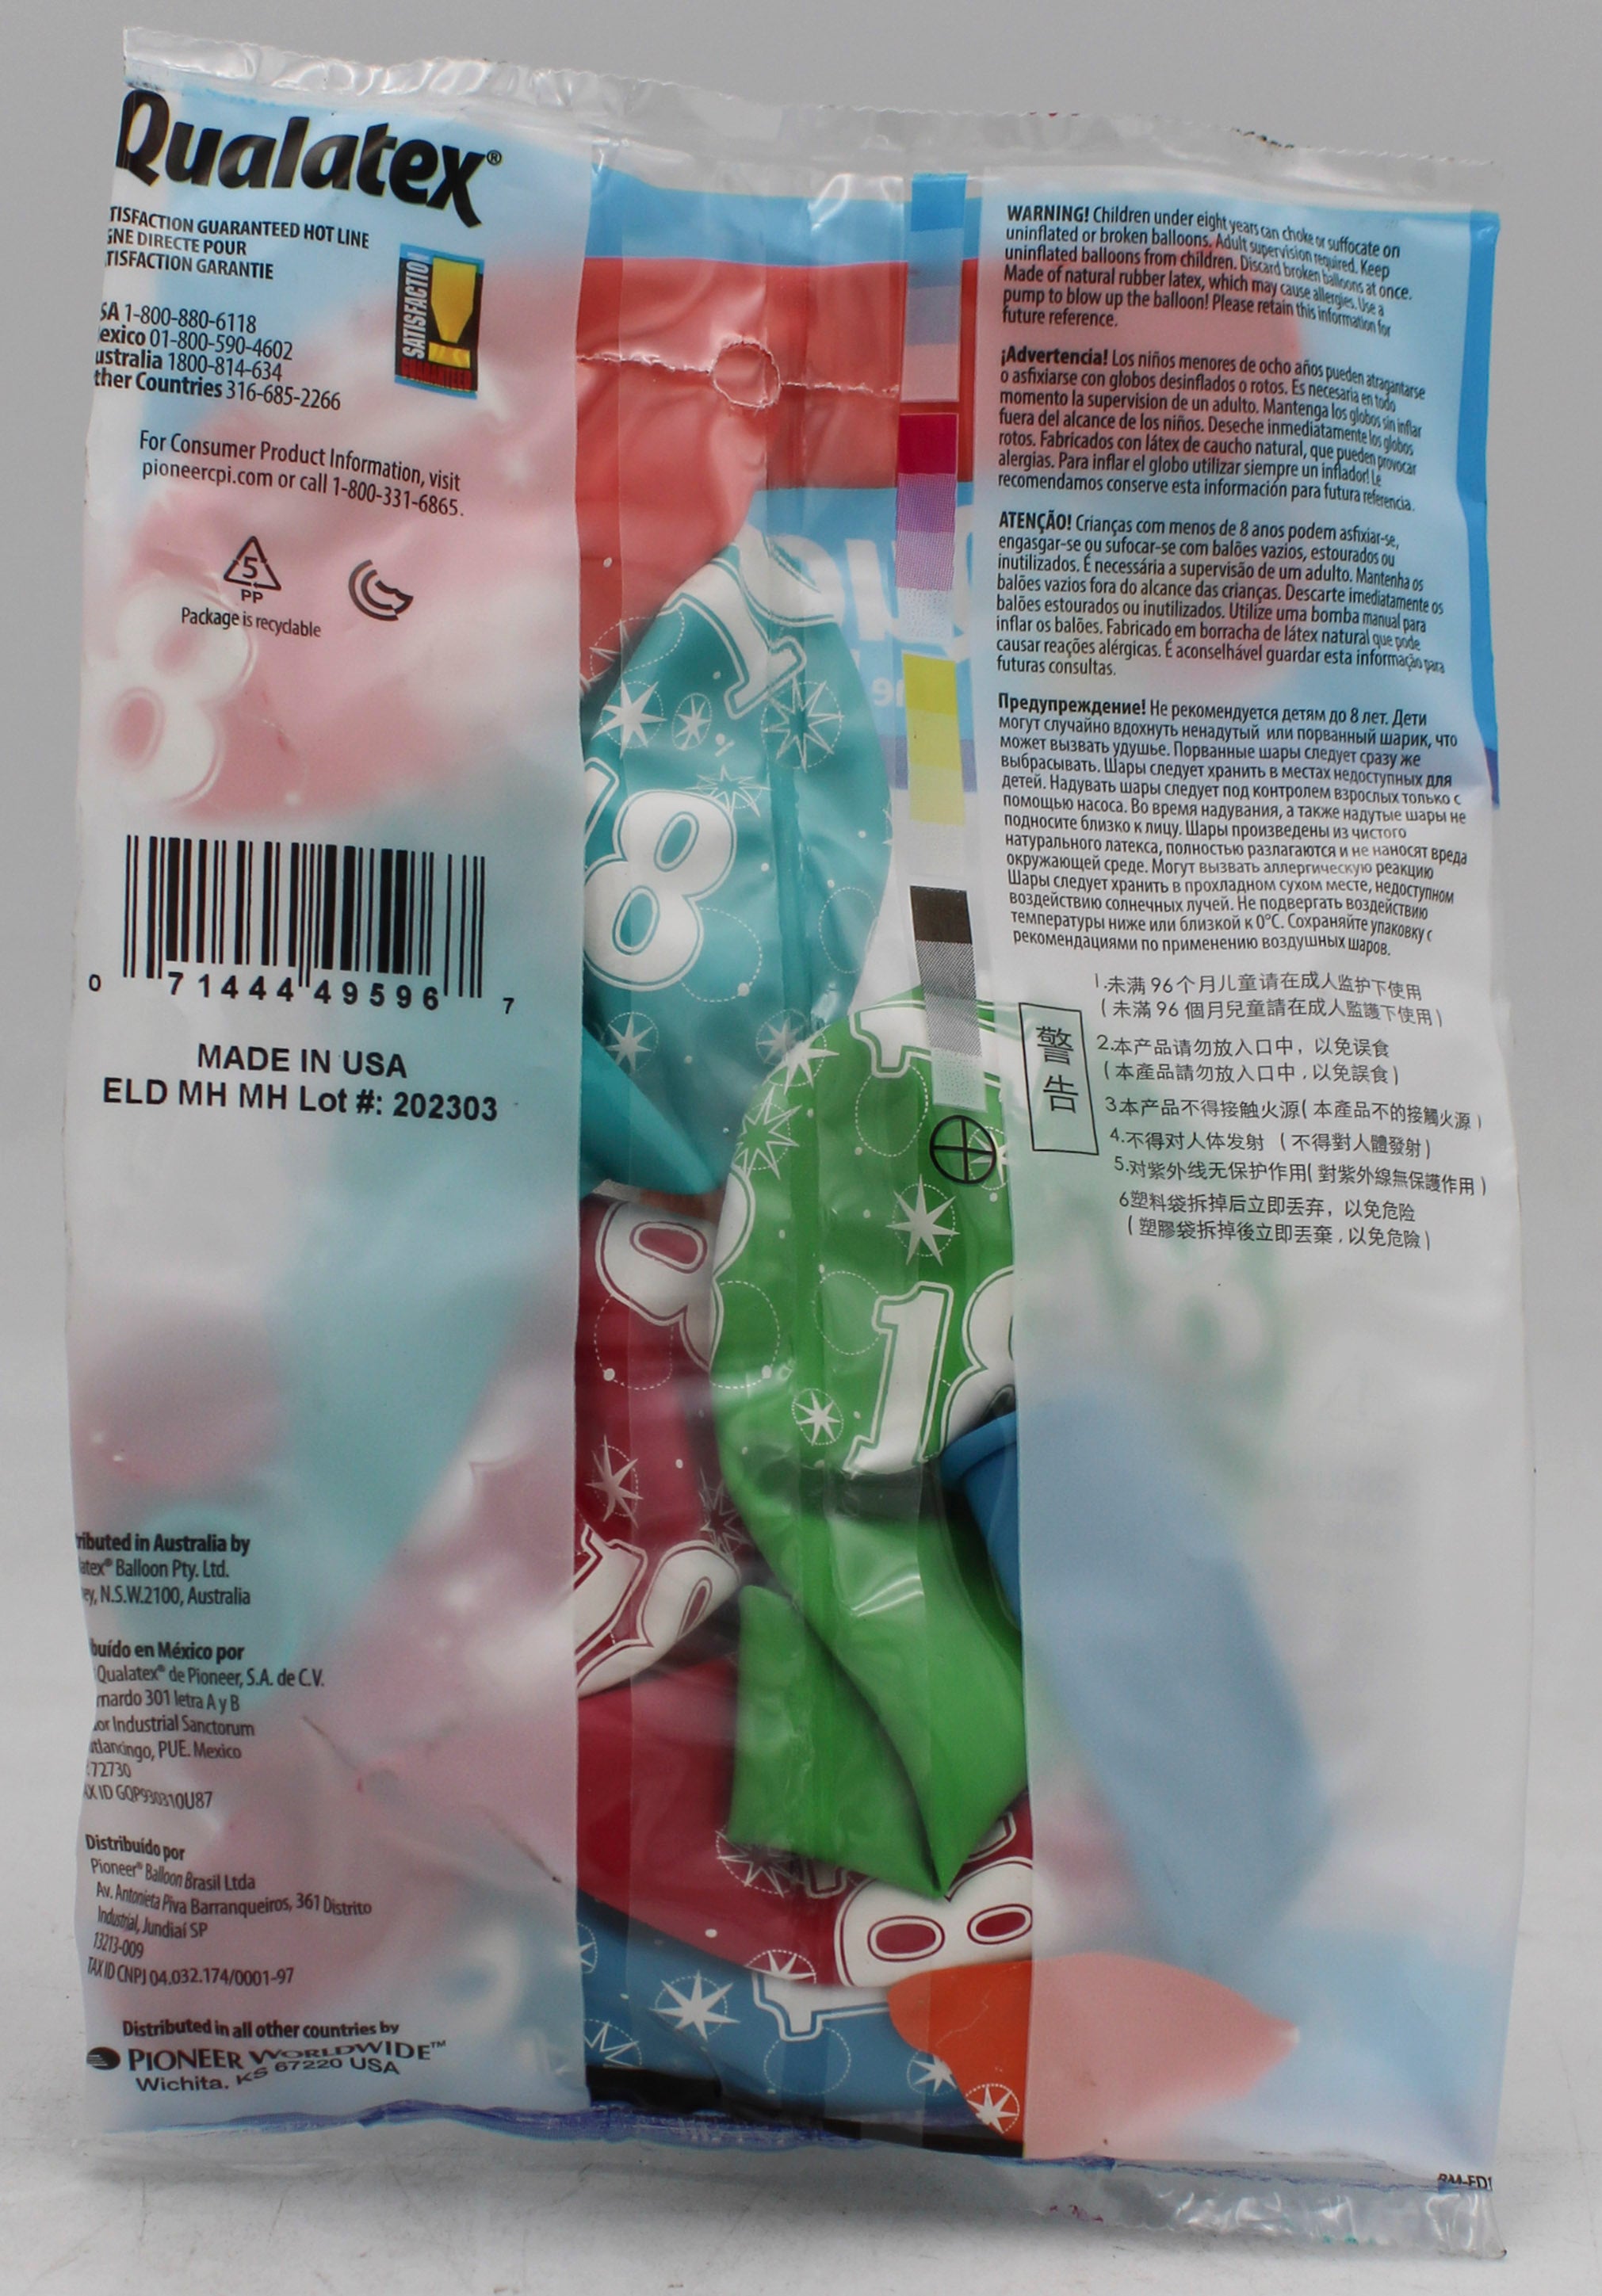 Qualatex®
TISFACTION GUARANTEED HOT LINE
GNE DIRECTE POUR
TISFACTION GARANTIE
SATISFACTION
SA 1-800-880-6118
exico 01-800-590-4602
ustralia 1800-814-634
ther Countries 316-685-2266
For Consumer Product Information, visit
pioneercpi.com or call 1-800-331-6865.
5
PP
Package is recyclable
0 71444 49596 7
MADE IN USA
ELD MH MH Lot #: 202303
ributed in Australia by
atex® Balloon Pty. Ltd.
ey, N.S.W.2100, Australia
buído en México por
Qualatex® de Pioneer, S.A. de C.V.
rnardo 301 letra A y B
or Industrial Sanctorum
utlancingo, PUE. Mexico
72730
AX ID GQP930310U87
Distribuído por
Pioneer® Balloon Brasil Ltda
Av. Antonieta Piva Barranqueiros, 361 Distrito
Industrial, Jundiaí SP
13213-009
TAX ID CNPJ 04.032.174/0001-97
Distributed in all other countries by
PIONEER WORLDWIDE™
Wichita, KS 67220 USA
18
18
18
WARNING! Children under eight years can choke or suffocate on
uninflated or broken balloons. Adult supervision required. Keep
uninflated balloons from children. Discard broken balloons at once.
Made of natural rubber latex, which may cause allergies. Use a
pump to blow up the balloon! Please retain this information for
future reference.
¡Advertencia! Los niños menores de ocho años pueden atragantarse
o asfixiarse con globos desinflados o rotos. Es necesaria en todo
momento la supervision de un adulto. Mantenga los globos sin inflar
fuera del alcance de los niños. Deseche inmediatamente los globos
rotos. Fabricados con látex de caucho natural, que pueden provocar
alergias. Para inflar el globo utilizar siempre un inflador! Le
recomendamos conserve esta información para futura referencia.
ATENÇÃO! Crianças com menos de 8 anos podem asfixiar-se,
engasgar-se ou sufocar-se com balões vazios, estourados ou
inutilizados. É necessária a supervisão de um adulto. Mantenha os
balões vazios fora do alcance das crianças. Descarte imediatamente os
balões estourados ou inutilizados. Utilize uma bomba manual para
inflar os balões. Fabricado em borracha de látex natural que pode
causar reações alérgicas. É aconselhável guardar esta informação para
futuras consultas.
Предупреждение! Не рекомендуется детям до 8 лет. Дети
могут случайно вдохнуть ненадутый или порванный шарик, что
может вызвать удушье. Порванные шары следует сразу же
выбрасывать. Шары следует хранить в местах недоступных для
детей. Надувать шары следует под контролем взрослых только с
помощью насоса. Во время надувания, а также надутые шары не
подносите близко к лицу. Шары произведены из чистого
натурального латекса, полностью разлагаются и не наносят вреда
окружающей среде. Могут вызвать аллергическую реакцию
Шары следует хранить в прохладном сухом месте, недоступном
воздействию солнечных лучей. Не подвергать воздействию
температуры ниже или близкой к 0°C. Сохраняйте упаковку с
рекомендациями по применению воздушных шаров.
警告
1.未满96个月儿童请在成人监护下使用
(未滿96個月兒童請在成人監護下使用)
2.本产品请勿放入口中，以免误食
(本產品請勿放入口中，以免誤食)
3.本产品不得接触火源(本產品不的接觸火源)
4.不得对人体发射 (不得對人體發射)
5.对紫外线无保护作用(對紫外線無保護作用)
6塑料袋拆掉后立即丢弃，以免危险
(塑膠袋拆掉後立即丟棄，以免危險)